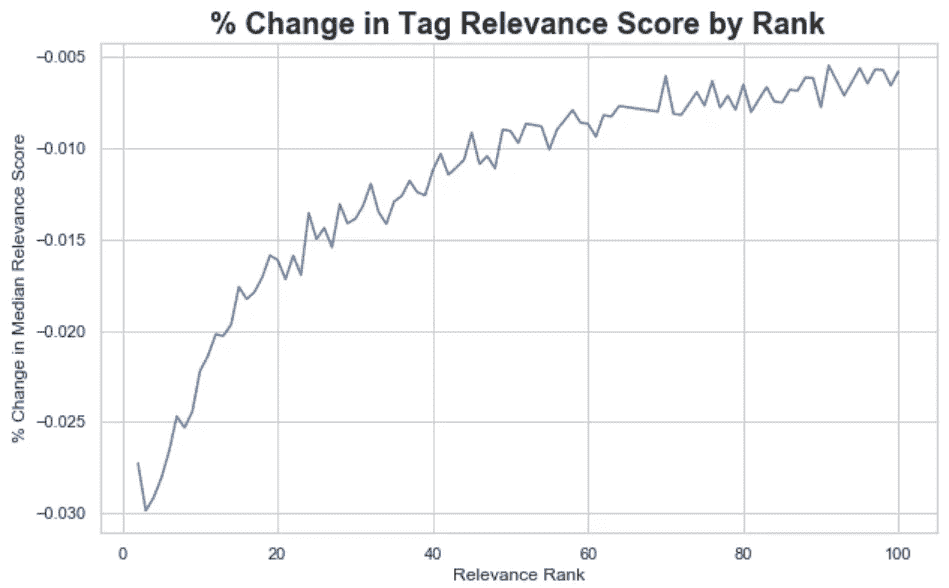 % Change in Tag Relevance Score by Rank
% Change in Median Relevance Score
−0.005
−0.010
−0.015
−0.020
−0.025
−0.030
0 20 40 60 80 100
Relevance Rank